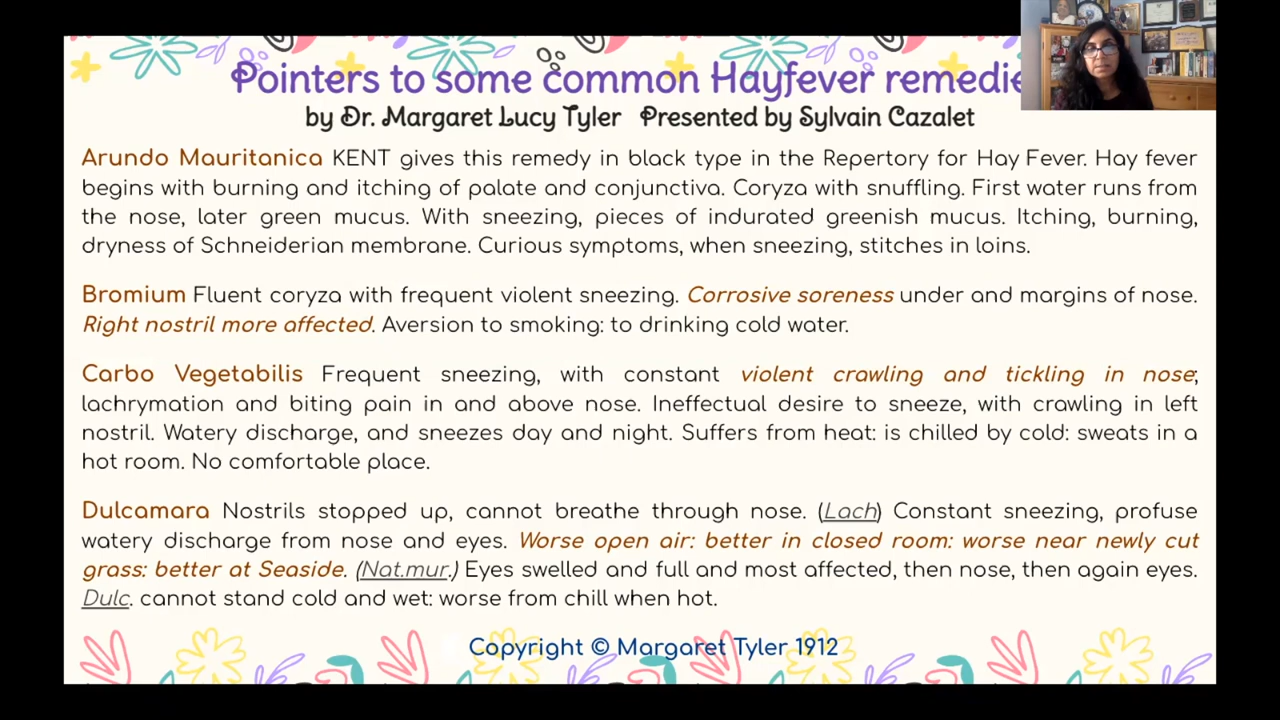 Pointers to some common Hayfever remedie
by Dr. Margaret Lucy Tyler Presented by Sylvain Cazalet
Arundo Mauritanica KENT gives this remedy in black type in the Repertory for Hay Fever. Hay fever
begins with burning and itching of palate and conjunctiva. Coryza with snuffling. First water runs from
the nose, later green mucus. With sneezing, pieces of indurated greenish mucus. Itching, burning,
dryness of Schneiderian membrane. Curious symptoms, when sneezing, stitches in loins.
Bromium Fluent coryza with frequent violent sneezing. Corrosive soreness under and margins of nose.
Right nostril more affected. Aversion to smoking: to drinking cold water.
Carbo Vegetabilis Frequent sneezing, with constant violent crawling and tickling in nose;
lachrymation and biting pain in and above nose. Ineffectual desire to sneeze, with crawling in left
nostril. Watery discharge, and sneezes day and night. Suffers from heat: is chilled by cold: sweats in a
hot room. No comfortable place.
Dulcamara Nostrils stopped up, cannot breathe through nose. (Lach) Constant sneezing, profuse
watery discharge from nose and eyes. Worse open air: better in closed room: worse near newly cut
grass: better at Seaside. (Nat.mur.) Eyes swelled and full and most affected, then nose, then again eyes.
Dulc. cannot stand cold and wet: worse from chill when hot.
Copyright © Margaret Tyler 1912